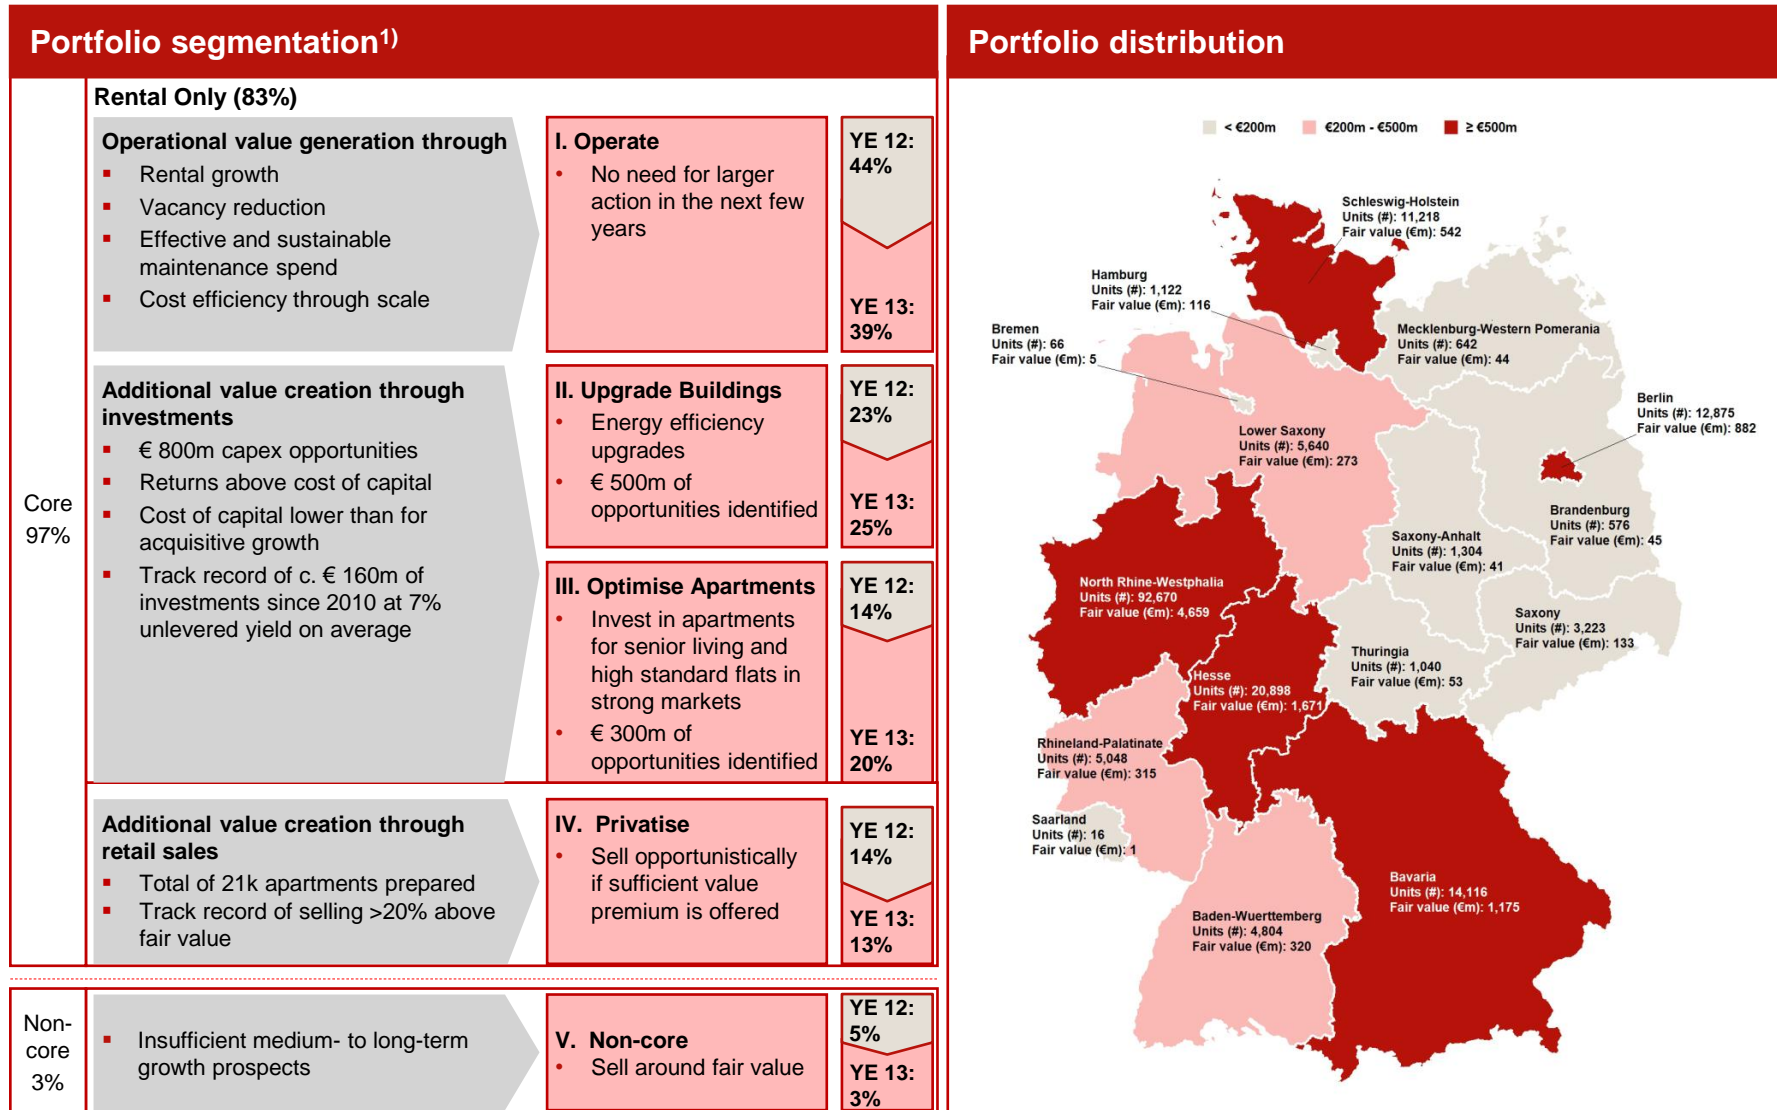 Portfolio segmentation1)
Core
97%
Rental Only (83%)
Operational value generation through
▪ Rental growth
▪ Vacancy reduction
▪ Effective and sustainable
maintenance spend
▪ Cost efficiency through scale
I. Operate
• No need for larger
action in the next few
years
YE 12:
44%
YE 13:
39%
Additional value creation through
investments
▪ € 800m capex opportunities
▪ Returns above cost of capital
▪ Cost of capital lower than for
acquisitive growth
▪ Track record of c. € 160m of
investments since 2010 at 7%
unlevered yield on average
II. Upgrade Buildings
• Energy efficiency
upgrades
• € 500m of
opportunities identified
YE 12:
23%
YE 13:
25%
III. Optimise Apartments
• Invest in apartments
for senior living and
high standard flats in
strong markets
• € 300m of
opportunities identified
YE 12:
14%
YE 13:
20%
Additional value creation through
retail sales
▪ Total of 21k apartments prepared
▪ Track record of selling >20% above
fair value
IV. Privatise
• Sell opportunistically
if sufficient value
premium is offered
YE 12:
14%
YE 13:
13%
Non-
core
3%
▪ Insufficient medium- to long-term
growth prospects
V. Non-core
• Sell around fair value
YE 12:
5%
YE 13:
3%
Portfolio distribution
< €200m
€200m - €500m
≥ €500m
Schleswig-Holstein
Units (#): 11,218
Fair value (€m): 542
Hamburg
Units (#): 1,122
Fair value (€m): 116
Bremen
Units (#): 66
Fair value (€m): 5
Mecklenburg-Western Pomerania
Units (#): 642
Fair value (€m): 44
Berlin
Units (#): 12,875
Fair value (€m): 882
Lower Saxony
Units (#): 5,640
Fair value (€m): 273
Brandenburg
Units (#): 576
Fair value (€m): 45
Saxony-Anhalt
Units (#): 1,304
Fair value (€m): 41
North Rhine-Westphalia
Units (#): 92,670
Fair value (€m): 4,659
Saxony
Units (#): 3,223
Fair value (€m): 133
Thuringia
Units (#): 1,040
Fair value (€m): 53
Hesse
Units (#): 20,898
Fair value (€m): 1,671
Rhineland-Palatinate
Units (#): 5,048
Fair value (€m): 315
Saarland
Units (#): 16
Fair value (€m): 1
Bavaria
Units (#): 14,116
Fair value (€m): 1,175
Baden-Wuerttemberg
Units (#): 4,804
Fair value (€m): 320